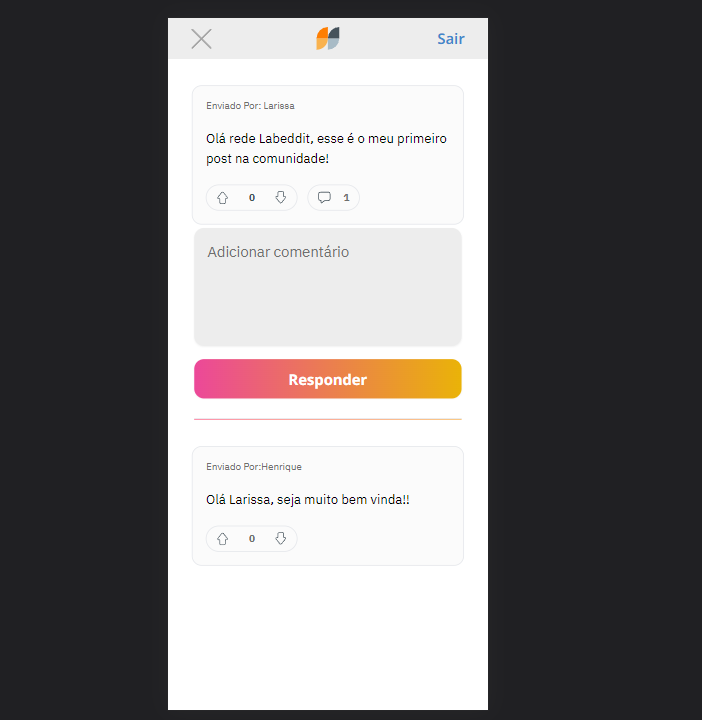 Sair
Enviado Por: Larissa
Olá rede Labeddit, esse é o meu primeiro
post na comunidade!
0 1
Adicionar comentário
Responder
Enviado Por:Henrique
Olá Larissa, seja muito bem vinda!!
0